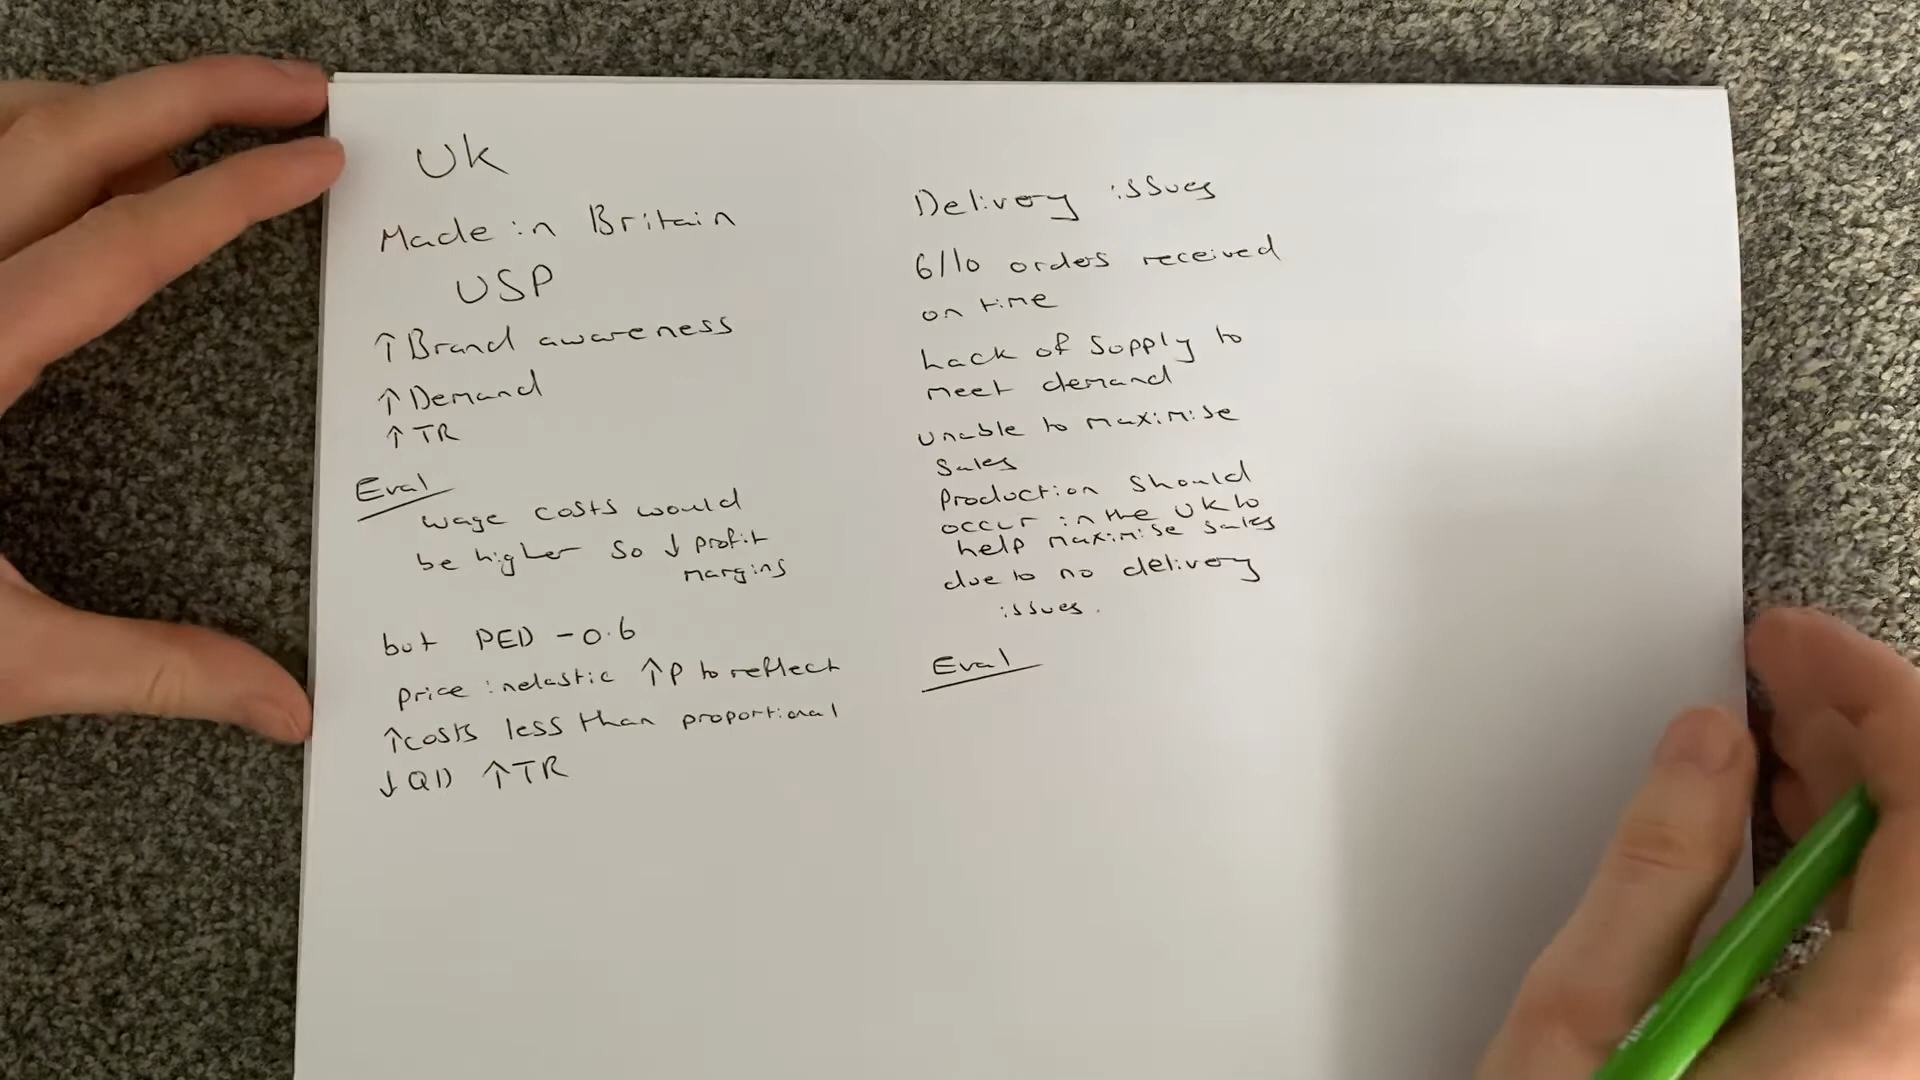 UK
Made in Britain
USP
↑ Brand awareness
↑ Demand
↑ TR
Eval
wage costs would
be higher so ↓ profit
margins
but PED -0.6
price inelastic ↑P to reflect
↑costs less than proportional
↓ QD ↑TR
Delivery issues
6/10 orders received
on time
Lack of supply to
meet demand
unable to maximise
sales
production should
occur in the UK to
help maximise sales
due to no delivery
issues.
Eval